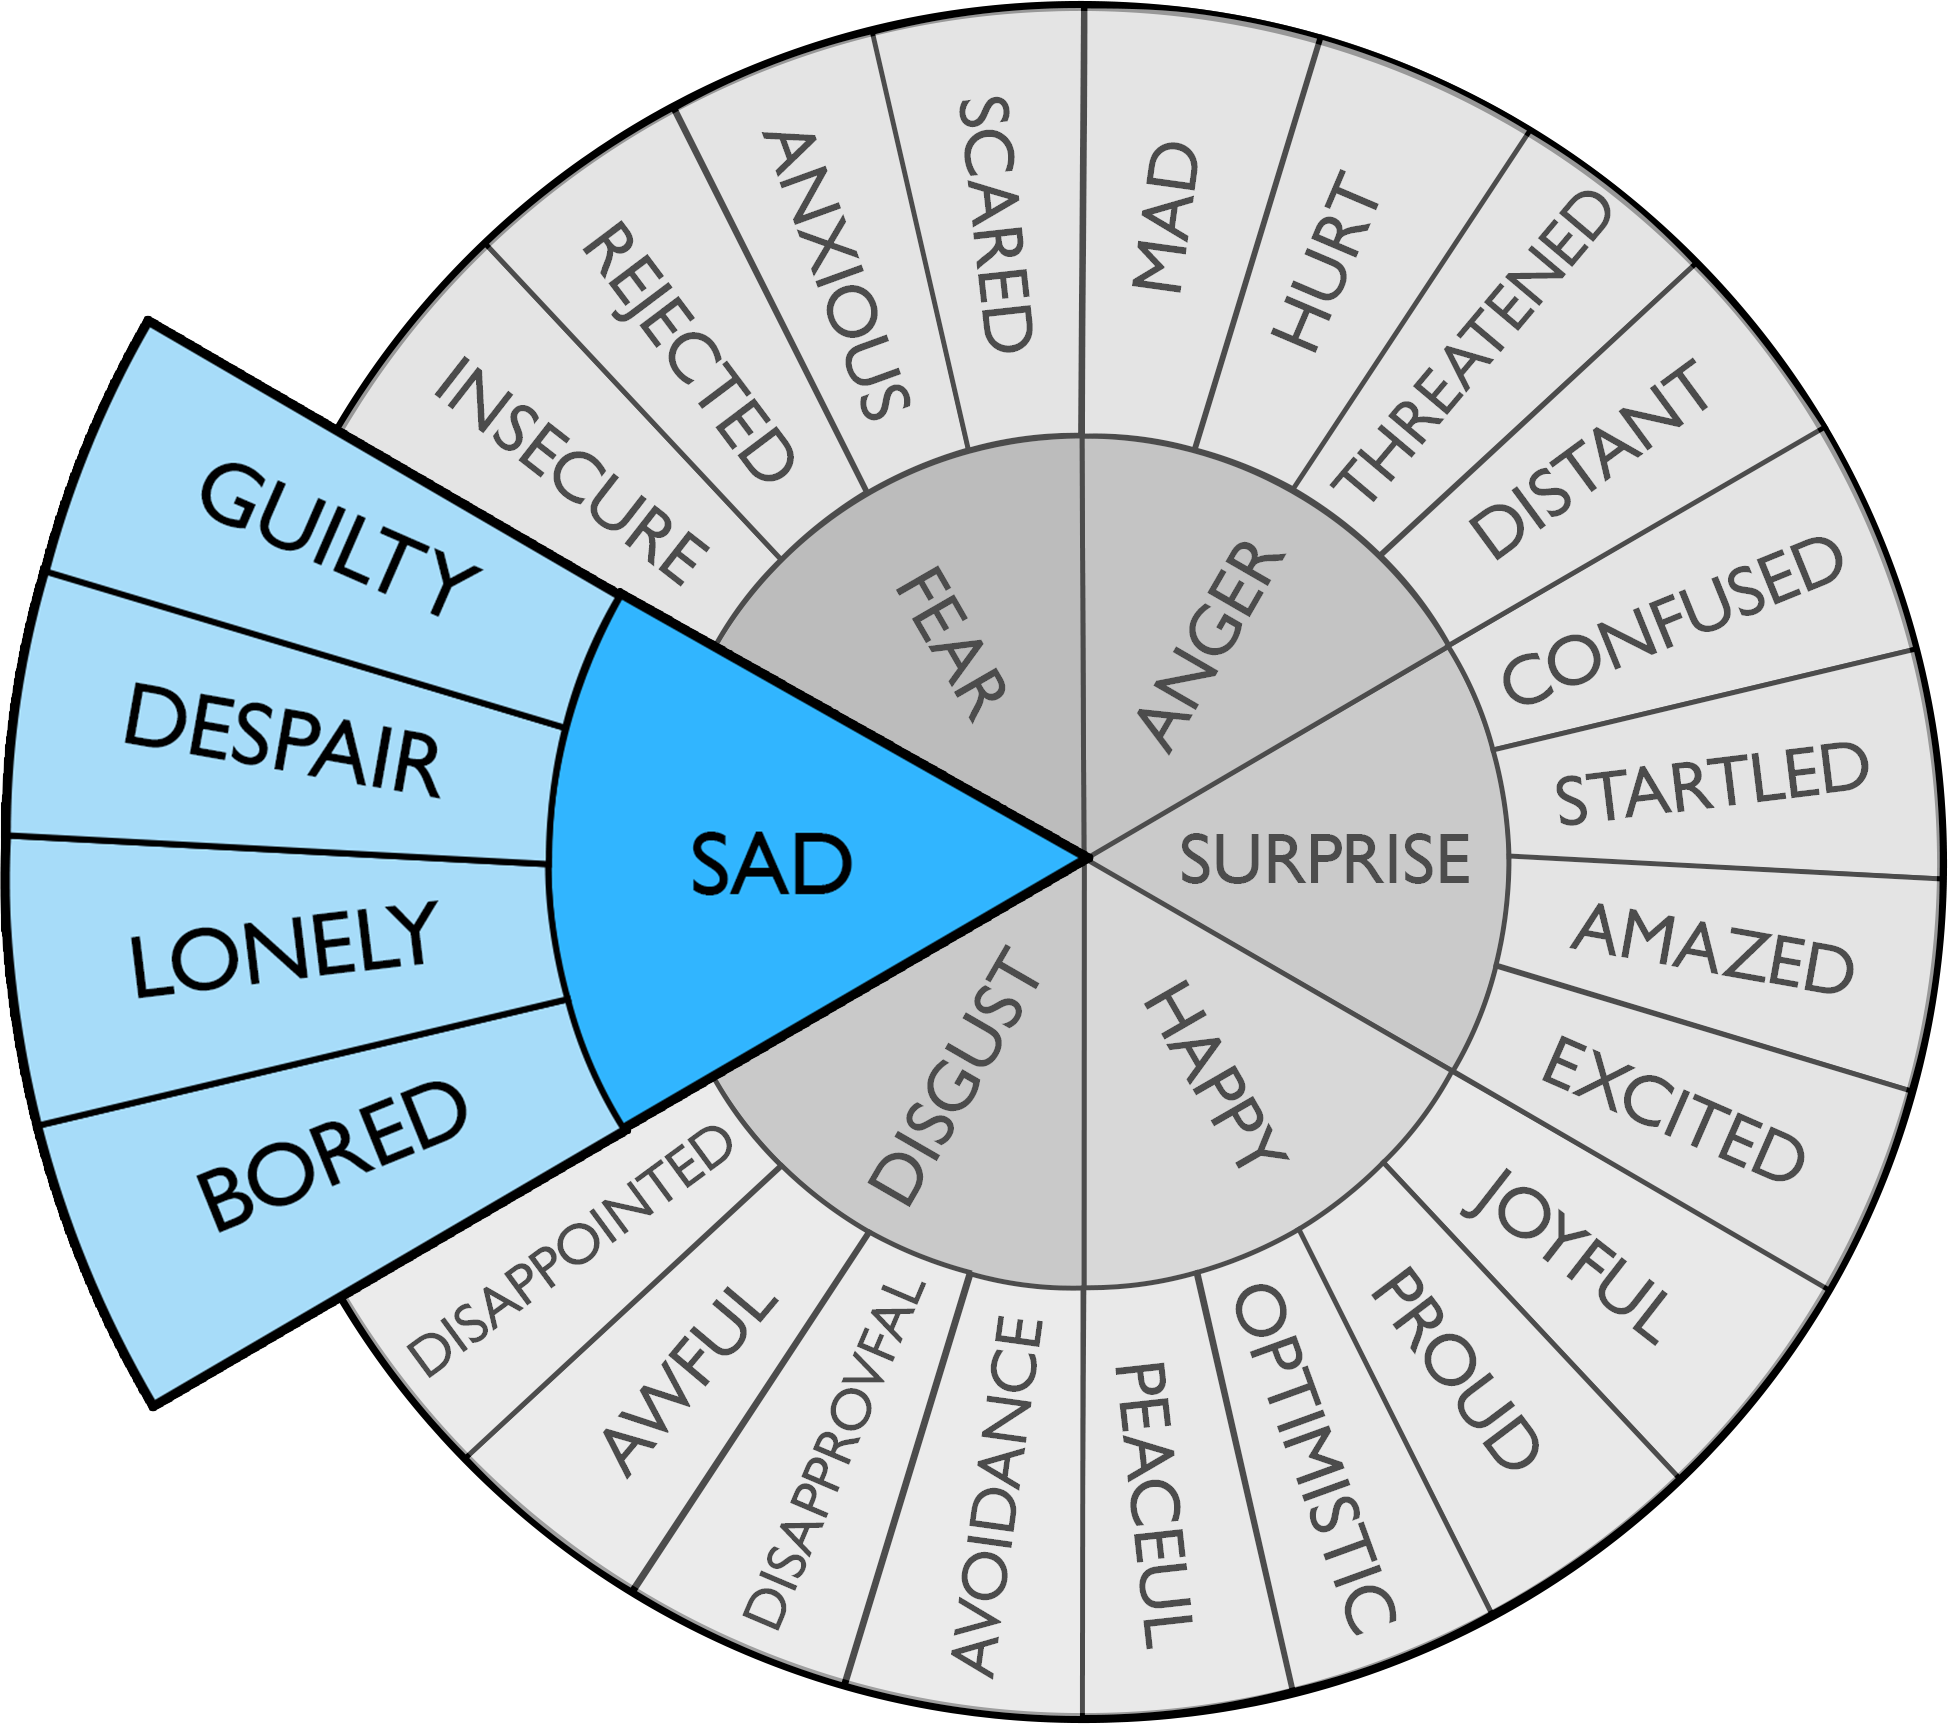 SAD
GUILTY
DESPAIR
LONELY
BORED
FEAR
INSECURE
REJECTED
ANXIOUS
SCARED
ANGER
MAD
HURT
THREATENED
DISTANT
SURPRISE
CONFUSED
STARTLED
AMAZED
EXCITED
HAPPY
JOYFUL
PROUD
OPTIMISTIC
PEACEFUL
DISGUST
AVOIDANCE
DISAPPROVFAL
AWFUL
DISAPPOINTED